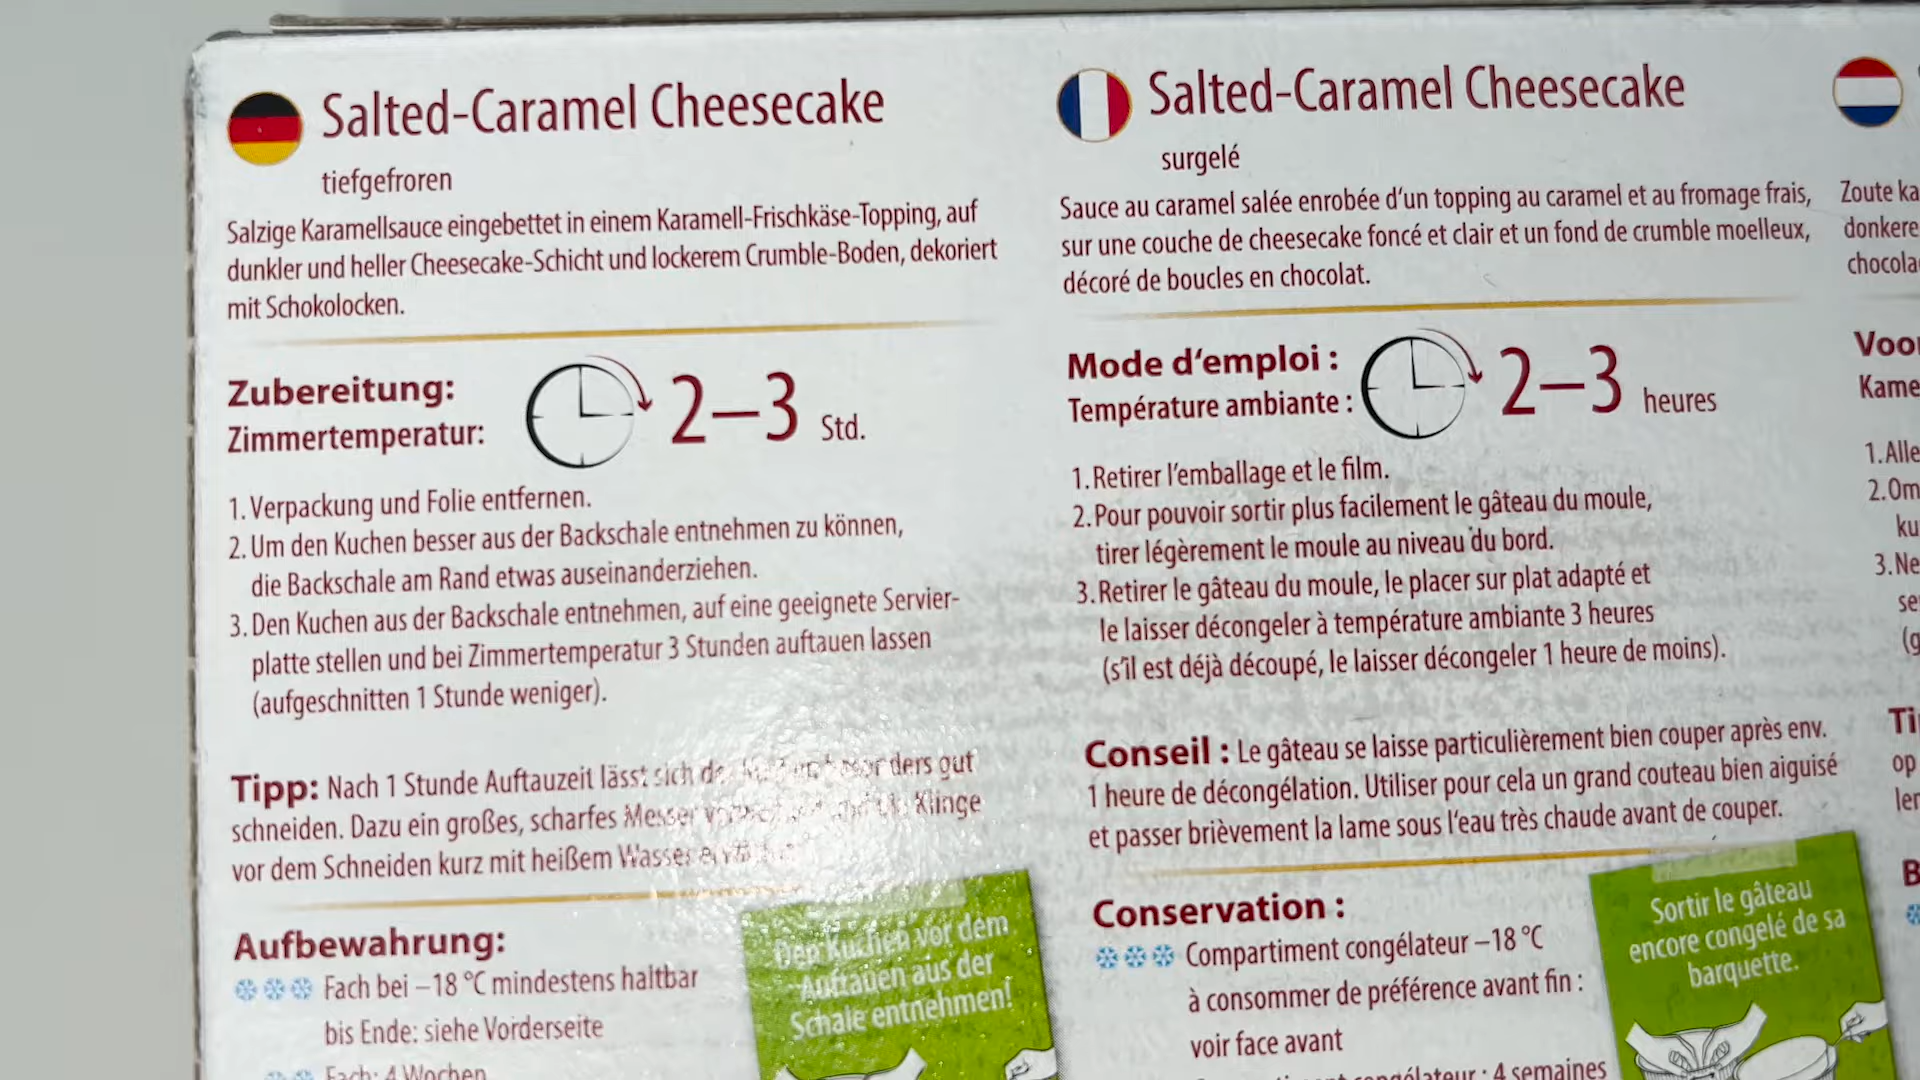 Salted-Caramel Cheesecake
tiefgefroren
Salzige Karamellsauce eingebettet in einem Karamell-Frischkäse-Topping, auf
dunkler und heller Cheesecake-Schicht und lockerem Crumble-Boden, dekoriert
mit Schokolocken.
Zubereitung:
Zimmertemperatur:
2–3 Std.
1. Verpackung und Folie entfernen.
2. Um den Kuchen besser aus der Backschale entnehmen zu können,
die Backschale am Rand etwas auseinanderziehen.
3. Den Kuchen aus der Backschale entnehmen, auf eine geeignete Servier-
platte stellen und bei Zimmertemperatur 3 Stunden auftauen lassen
(aufgeschnitten 1 Stunde weniger).
Tipp: Nach 1 Stunde Auftauzeit lässt sich gut
schneiden. Dazu ein großes, scharfes Messer Klinge
vor dem Schneiden kurz mit heißem Wasser
Aufbewahrung:
Fach bei –18 °C mindestens haltbar
bis Ende: siehe Vorderseite
Fach: 4 Wochen
Den Kuchen vor dem
Auftauen aus der
Schale entnehmen!
Salted-Caramel Cheesecake
surgelé
Sauce au caramel salée enrobée d‘un topping au caramel et au fromage frais,
sur une couche de cheesecake foncé et clair et un fond de crumble moelleux,
décoré de boucles en chocolat.
Mode d‘emploi :
Température ambiante :
2–3 heures
1. Retirer l‘emballage et le film.
2. Pour pouvoir sortir plus facilement le gâteau du moule,
tirer légèrement le moule au niveau du bord.
3. Retirer le gâteau du moule, le placer sur plat adapté et
le laisser décongeler à température ambiante 3 heures
(s‘il est déjà découpé, le laisser décongeler 1 heure de moins).
Conseil : Le gâteau se laisse particulièrement bien couper après env.
1 heure de décongélation. Utiliser pour cela un grand couteau bien aiguisé
et passer brièvement la lame sous l‘eau très chaude avant de couper.
Conservation :
Compartiment congélateur –18 °C
à consommer de préférence avant fin :
voir face avant
: 4 semaines
Sortir le gâteau
encore congelé de sa
barquette.
Zoute
donkere
1. Alle